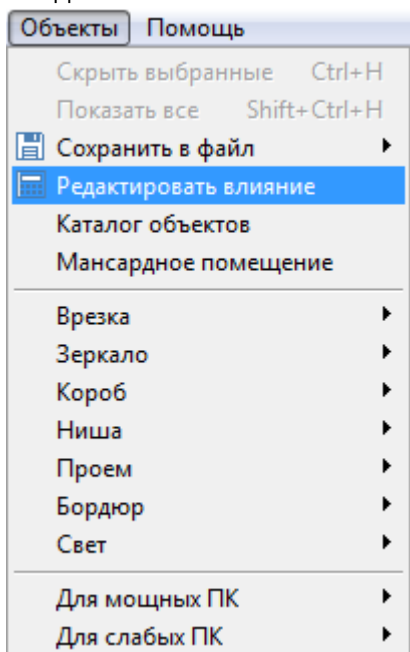 Объекты Помощь
Скрыть выбранные Ctrl+H
Показать все Shift+Ctrl+H
Сохранить в файл
Редактировать влияние
Каталог объектов
Мансардное помещение
Врезка
Зеркало
Короб
Ниша
Проем
Бордюр
Свет
Для мощных ПК
Для слабых ПК